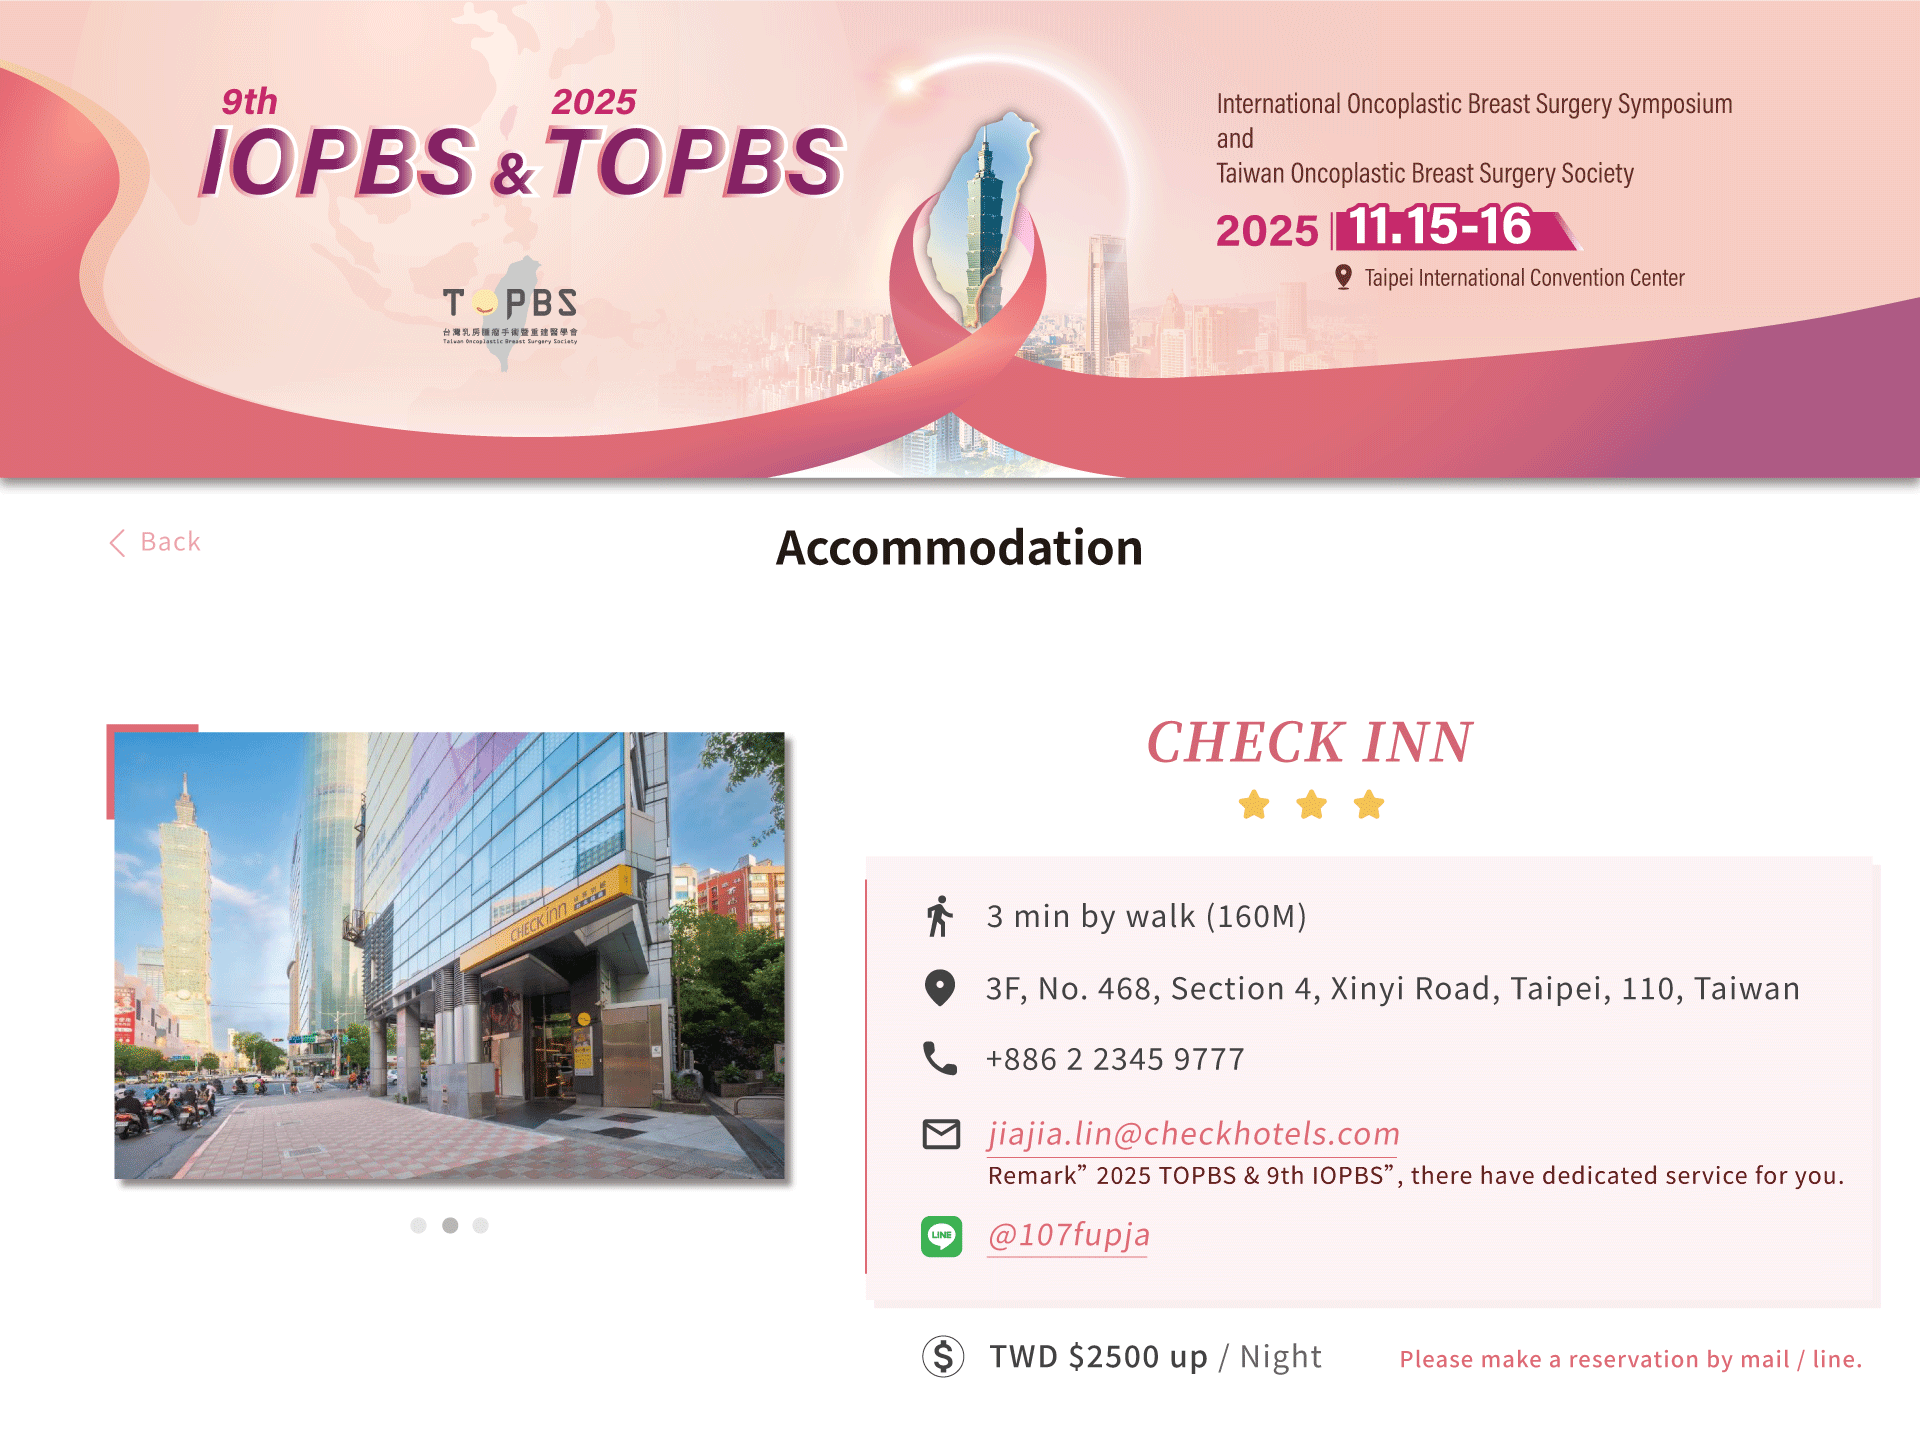 9th 2025
IOPBS & TOPBS
TOPBS
台灣乳房腫瘤手術暨重建醫學會
Taiwan Oncoplastic Breast Surgery Society
International Oncoplastic Breast Surgery Symposium
and
Taiwan Oncoplastic Breast Surgery Society
2025 11.15-16
Taipei International Convention Center
Back
Accommodation
CHECK inn
CHECK INN
3 min by walk (160M)
3F, No. 468, Section 4, Xinyi Road, Taipei, 110, Taiwan
+886 2 2345 9777
jiajia.lin@checkhotels.com
Remark” 2025 TOPBS & 9th IOPBS”, there have dedicated service for you.
LINE
@107fupja
TWD $2500 up / Night
Please make a reservation by mail / line.